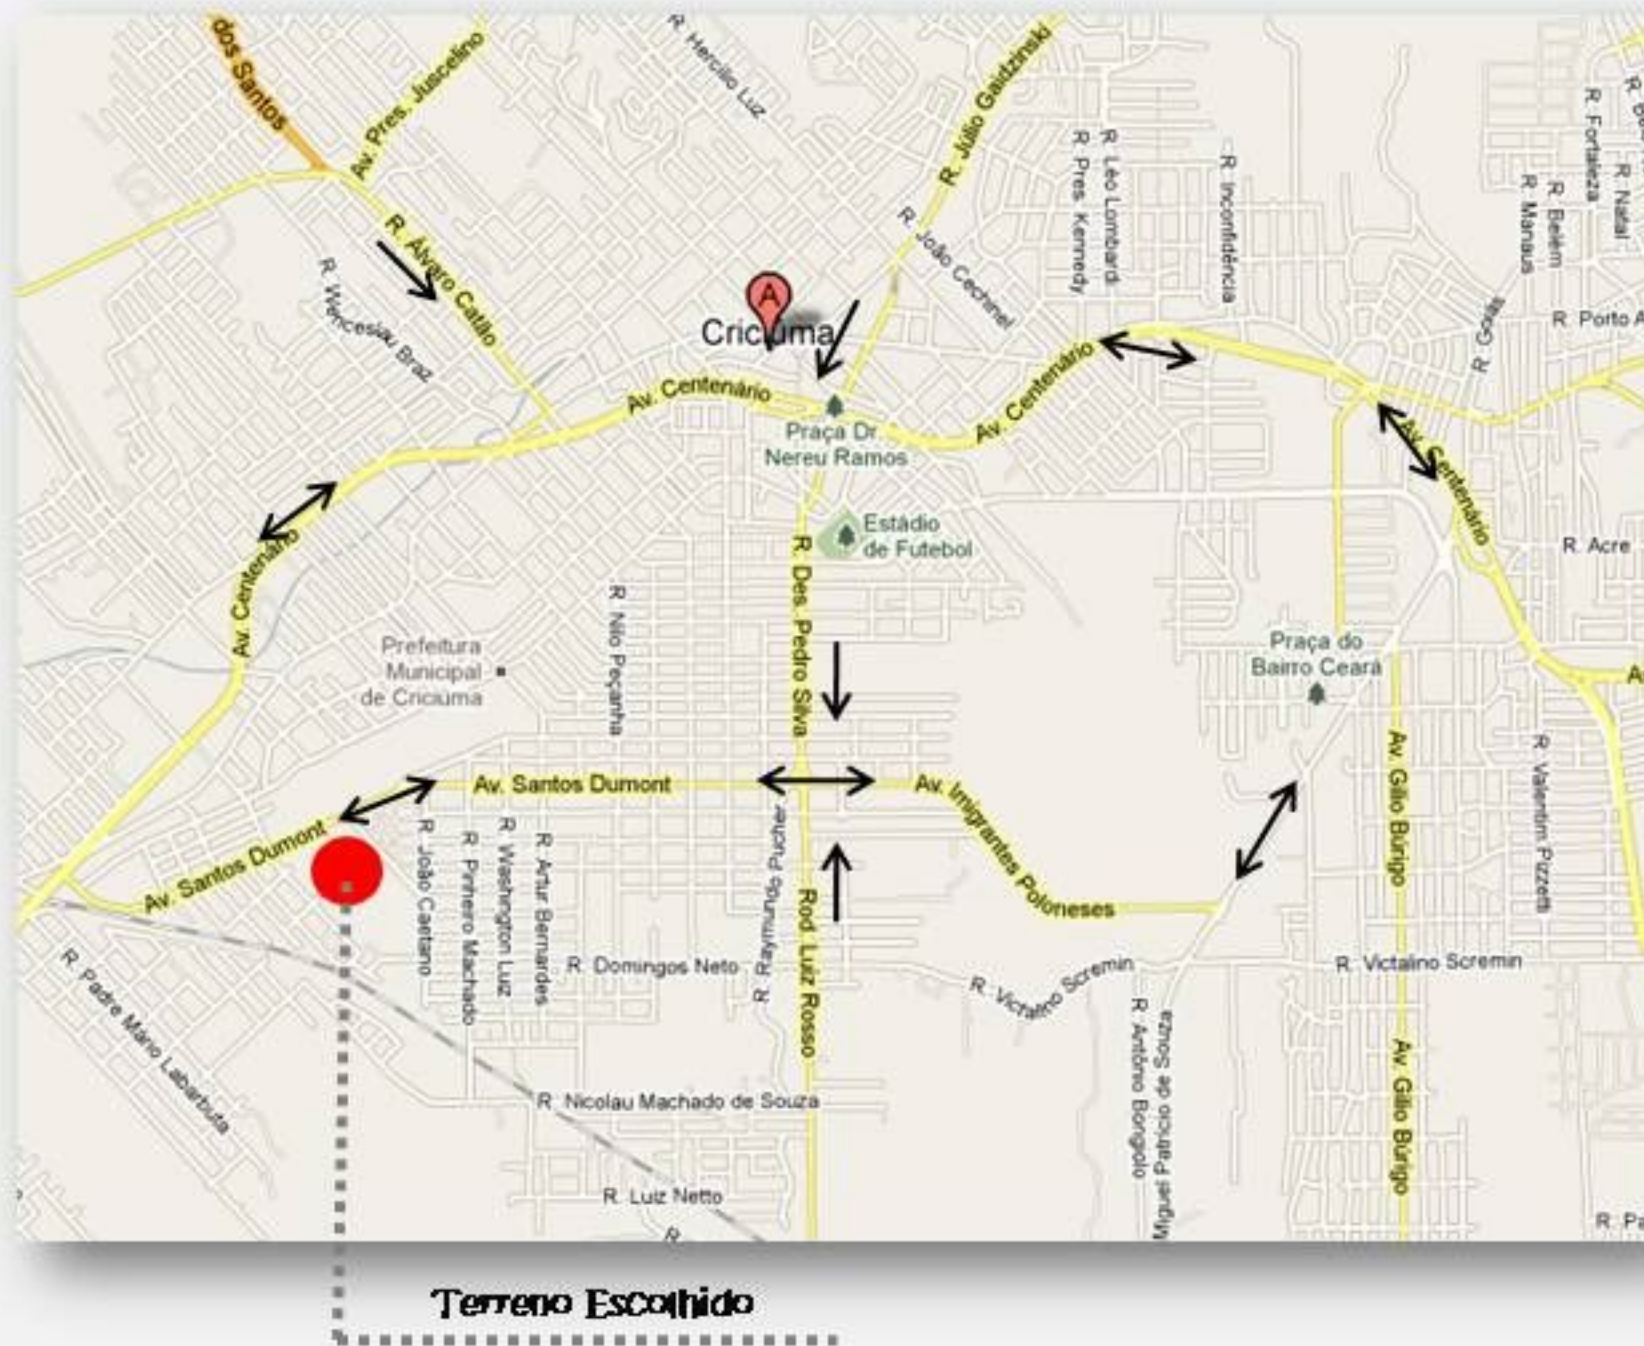 dos Santos
Av. Pres. Juscelino
R. Hercílio Luz
R. Júlio Gaidzinski
R. Léo Lombardi
R. Pres. Kennedy
R. Inconfidência
R. Fortaleza
R. Natal
R. Belém
R. Manaus
R. Álvaro Catão
R. João Cechinel
R. Wenceslau Braz
A
Criciúma
R. Goiás
R. Porto A
Av. Centenário
Av. Centenário
Praça Dr.
Nereu Ramos
Av. Centenário
Estádio
de Futebol
R. Acre
Av. Centenário
R. Des. Pedro Silva
R. Nilo Peçanha
Prefeitura
Municipal
de Criciúma
Praça do
Bairro Ceará
A
Av. Santos Dumont
Av. Imigrantes Poloneses
Av. Gílio Búrigo
R. Valentim Pizzetti
Av. Santos Dumont
R. João Caetano
R. Pinheiro Machado
R. Washington Luiz
R. Artur Bernardes
R. Raymundo Pucher
Rod. Luiz Rosso
R. Domingos Neto
R. Victalino Scremin
R. Victalino Scremin
R. Padre Mário Labarbuta
R. Antônio Bongiolo
Miguel Patrício de Souza
Av. Gílio Búrigo
R. Nicolau Machado de Souza
R. Luiz Netto
R.
R. Pa
Terreno Escolhido